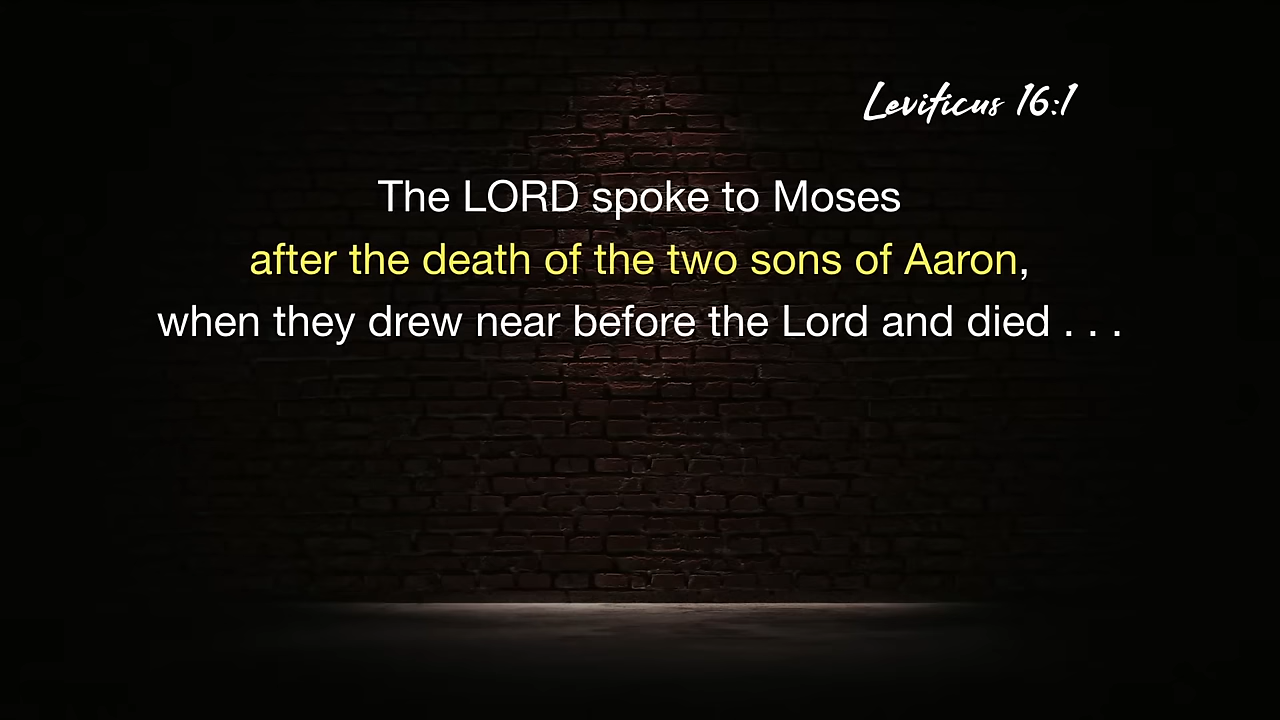 Leviticus 16:1
The LORD spoke to Moses
after the death of the two sons of Aaron,
when they drew near before the Lord and died . . .